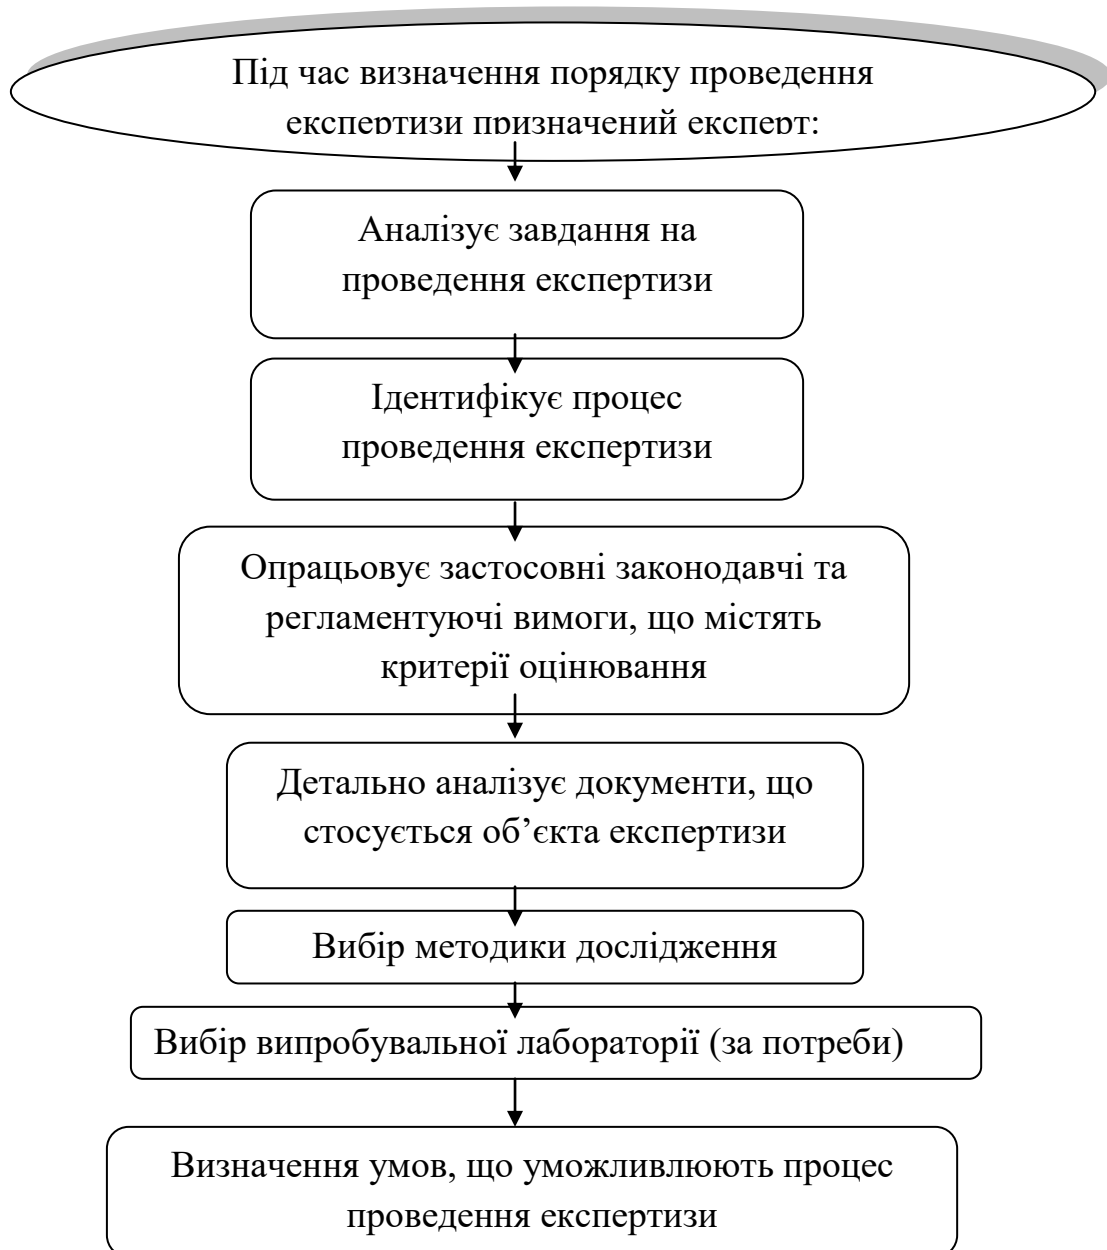 Під час визначення порядку проведення
експертизи призначений експерт:
Аналізує завдання на
проведення експертизи
Ідентифікує процес
проведення експертизи
Опрацьовує застосовні законодавчі та
регламентуючі вимоги, що містять
критерії оцінювання
Детально аналізує документи, що
стосується об’єкта експертизи
Вибір методики дослідження
Вибір випробувальної лабораторії (за потреби)
Визначення умов, що уможливлюють процес
проведення експертизи